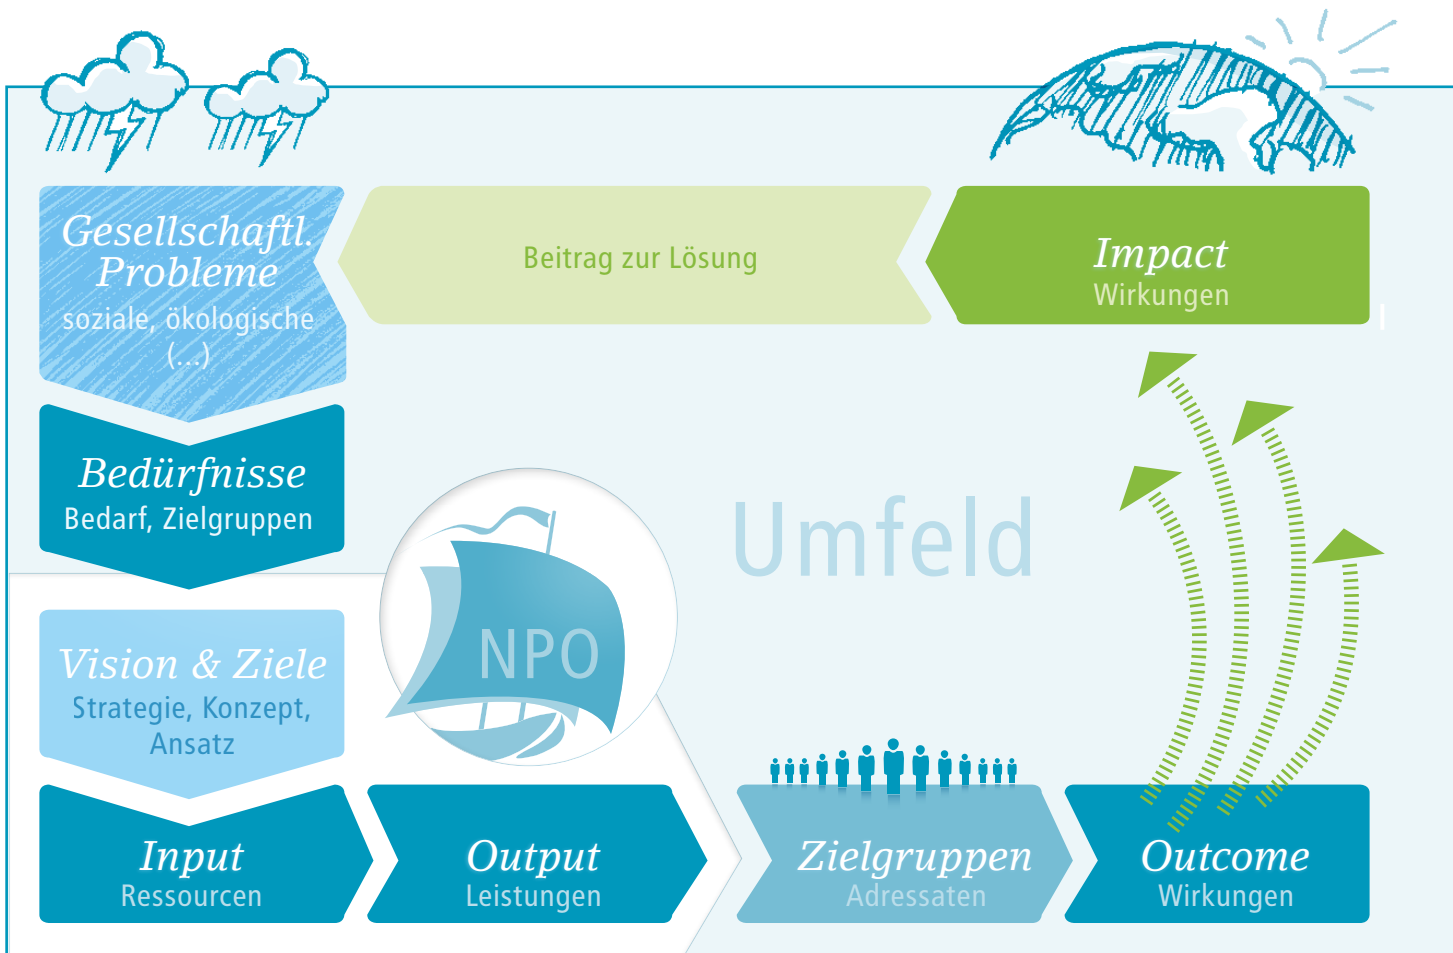 Gesellschaftl.
Probleme
soziale, ökologische
(...)
Beitrag zur Lösung
Impact
Wirkungen
Bedürfnisse
Bedarf, Zielgruppen
Umfeld
NPO
Vision & Ziele
Strategie, Konzept,
Ansatz
Input
Ressourcen
Output
Leistungen
Zielgruppen
Adressaten
Outcome
Wirkungen